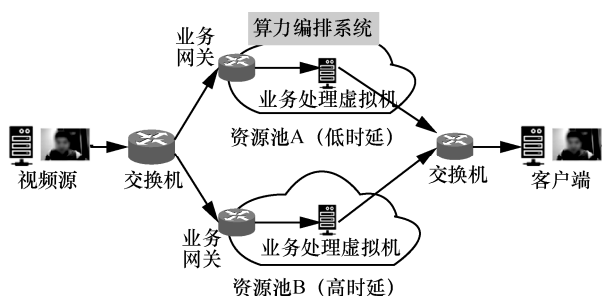 算力编排系统
业务
网关
业务处理虚拟机
资源池A（低时延）
视频源
交换机
交换机
客户端
业务
网关
业务处理虚拟机
资源池B（高时延）